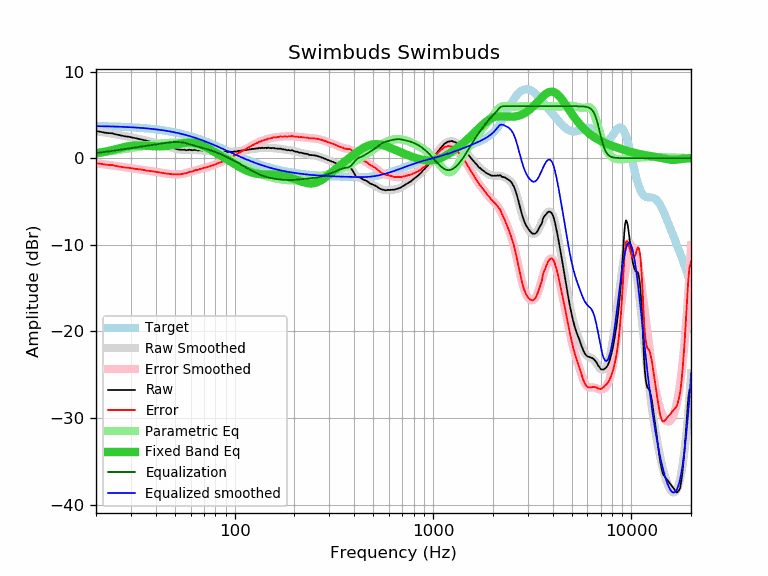 Swimbuds Swimbuds
10
0
−10
−20
−30
−40
Amplitude (dBr)
Target
Raw Smoothed
Error Smoothed
Raw
Error
Parametric Eq
Fixed Band Eq
Equalization
Equalized smoothed
100
1000
10000
Frequency (Hz)